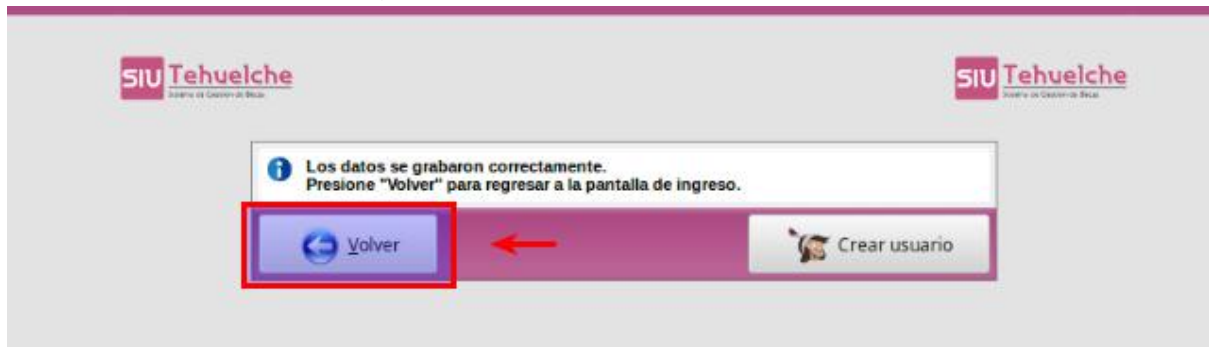 SIU Tehuelche
SIU Tehuelche
Los datos se grabaron correctamente.
Presione "Volver" para regresar a la pantalla de ingreso.
Volver
Crear usuario